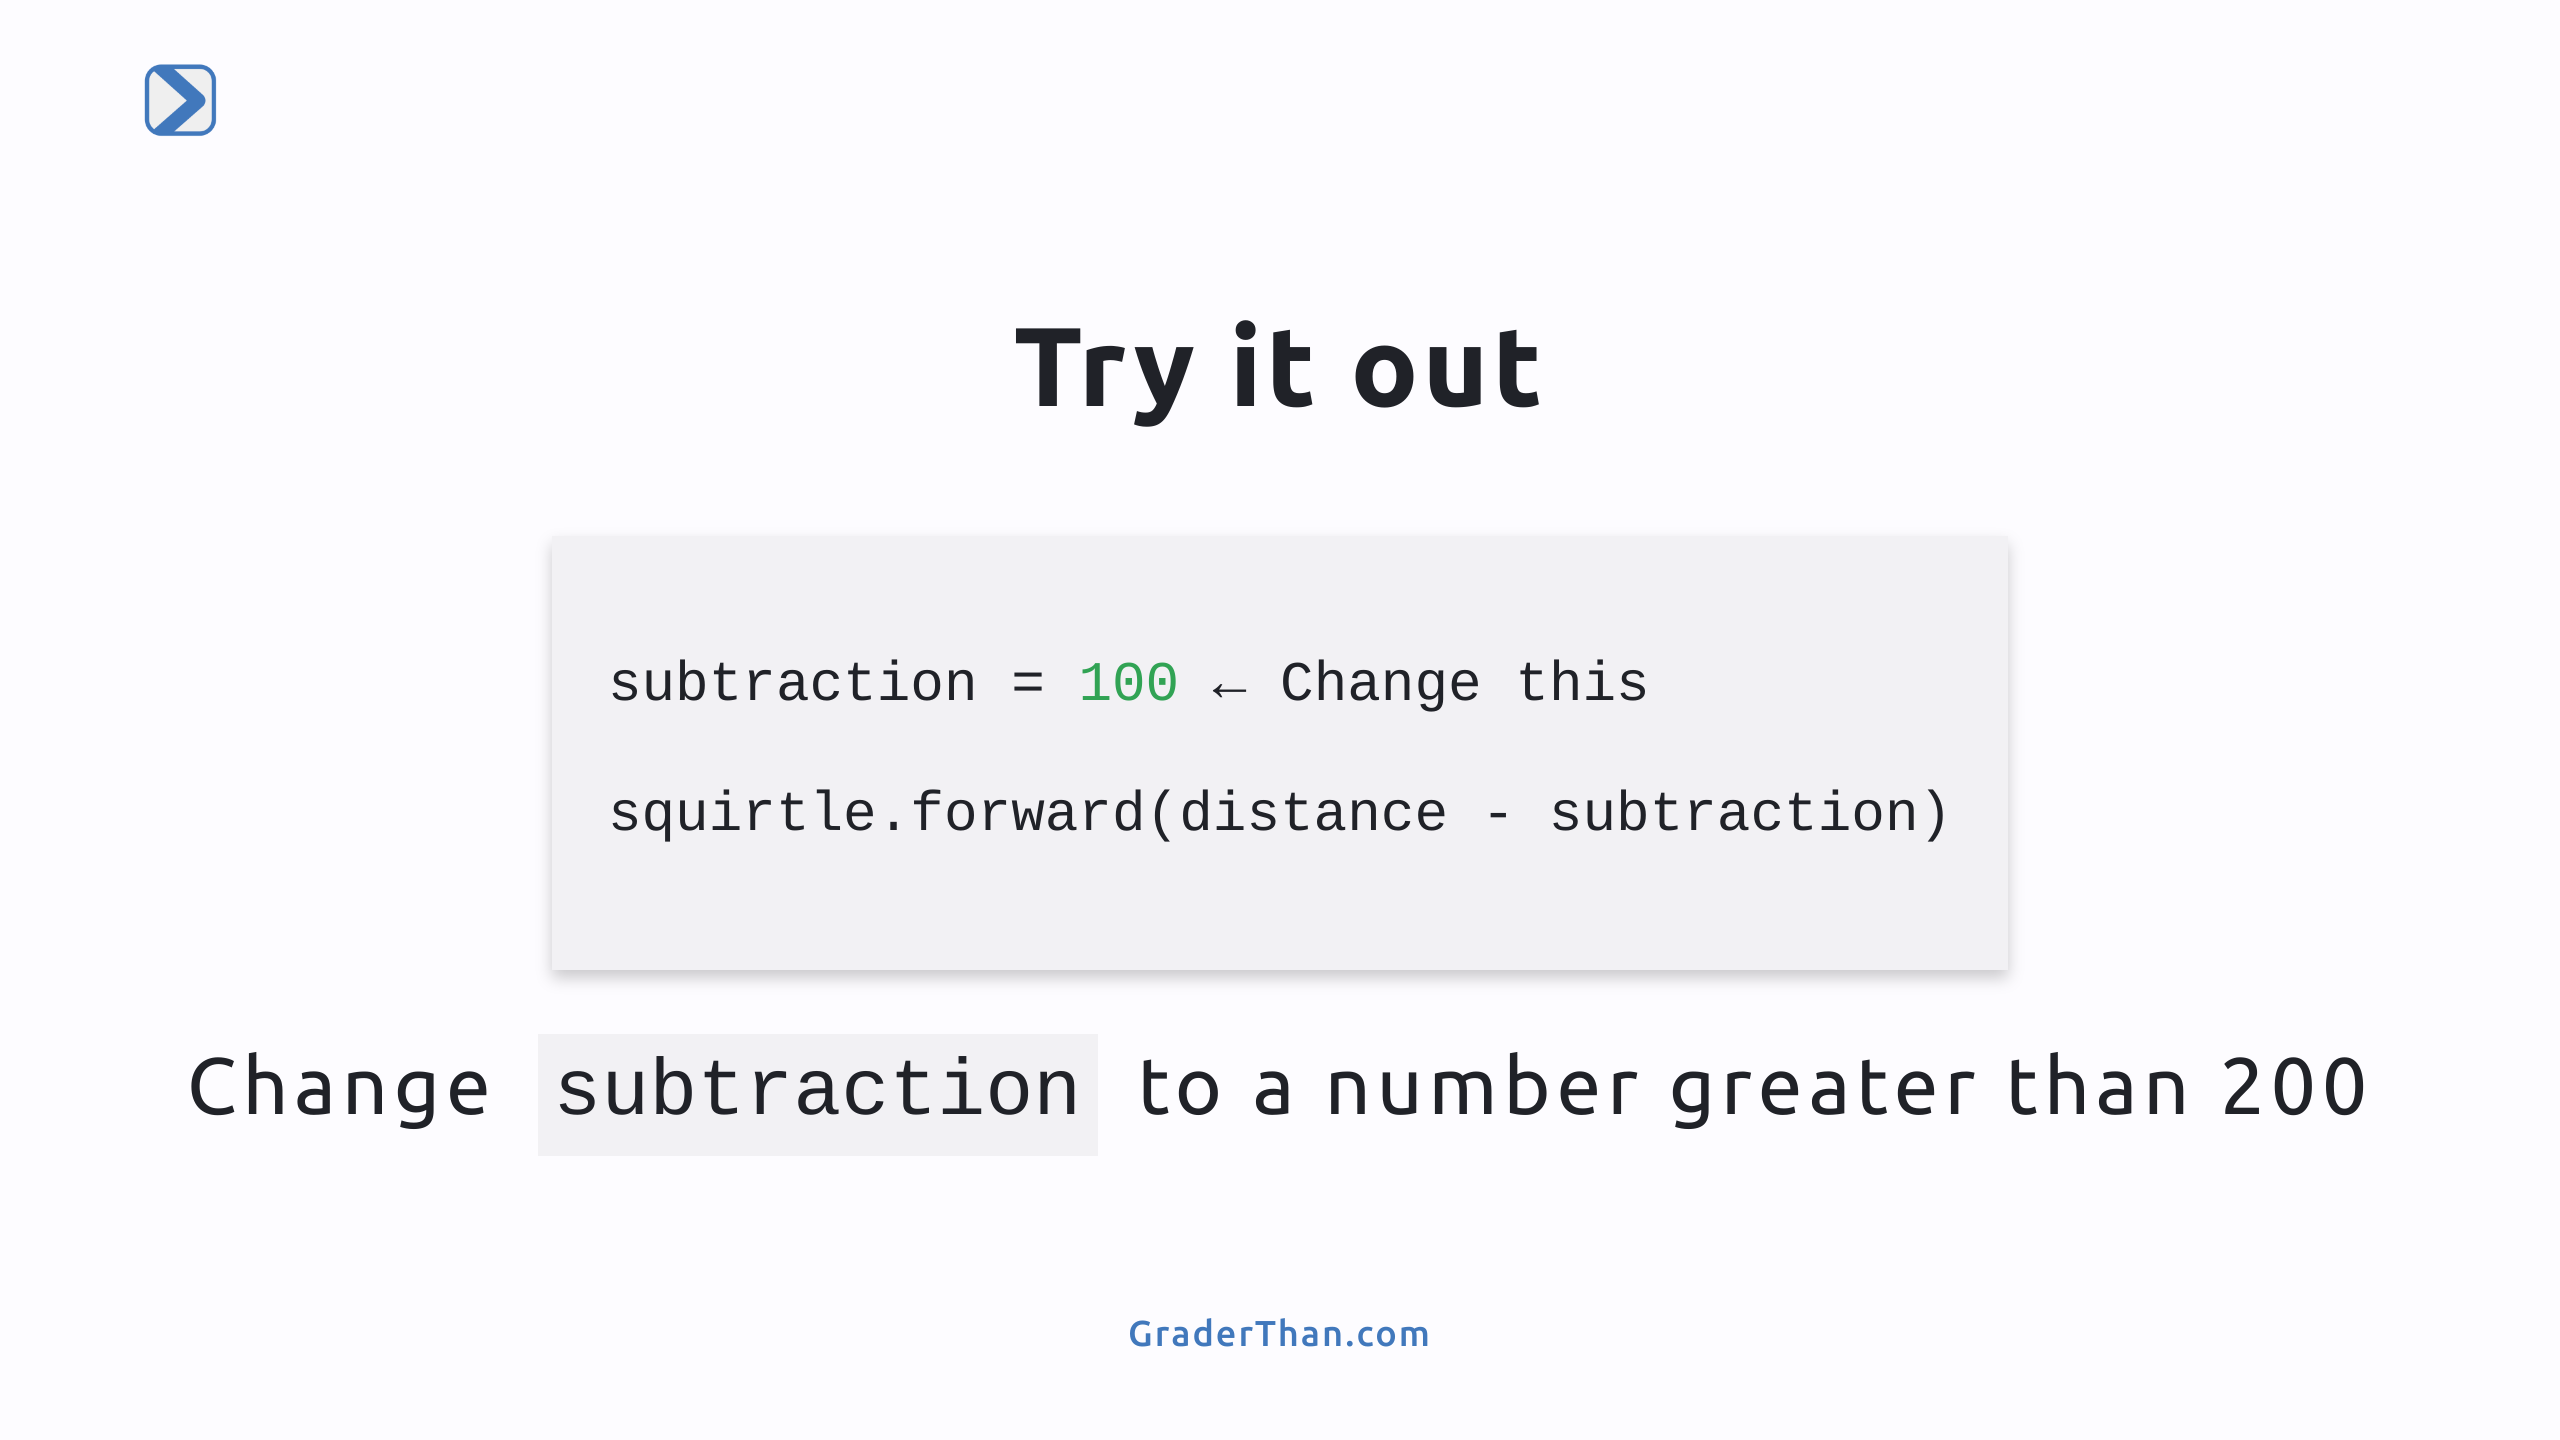 Try it out
subtraction = 100 ← Change this
squirtle.forward(distance - subtraction)
Change subtraction to a number greater than 200
GraderThan.com